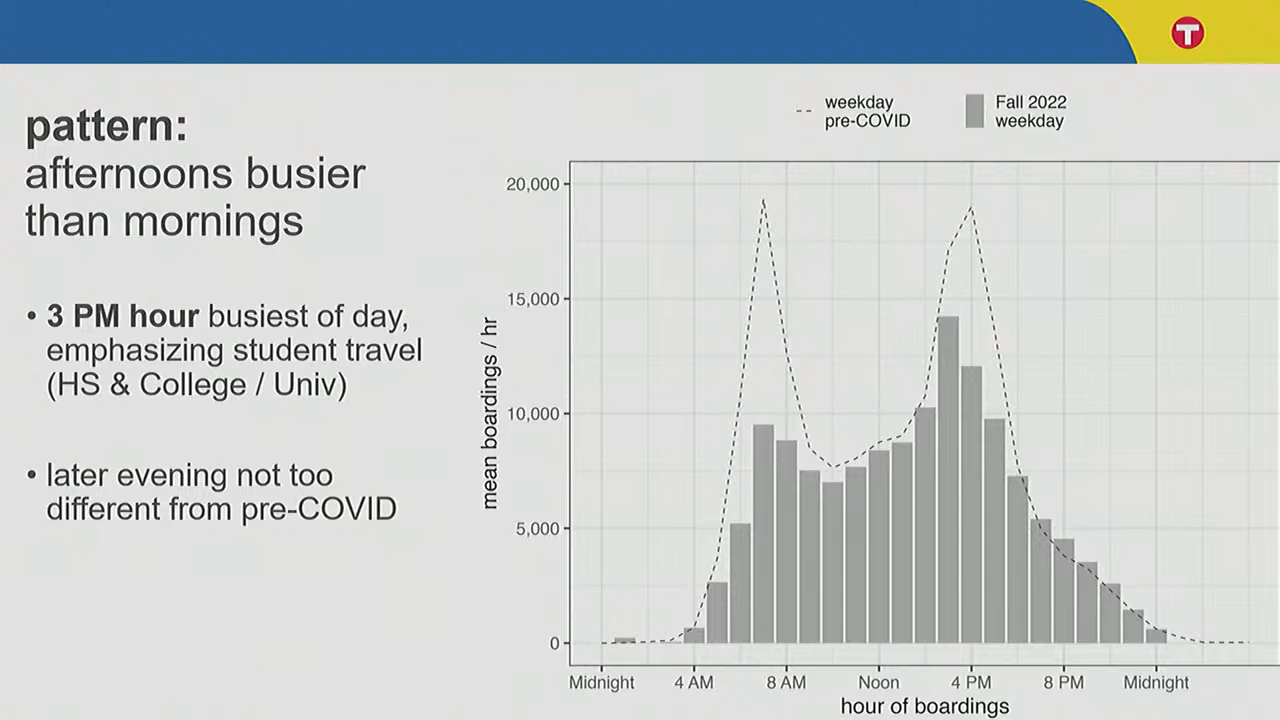 T
pattern:
afternoons busier
than mornings
• 3 PM hour busiest of day,
emphasizing student travel
(HS & College / Univ)
• later evening not too
different from pre-COVID
weekday
pre-COVID
Fall 2022
weekday
mean boardings / hr
20,000
15,000
10,000
5,000
0
Midnight 4 AM 8 AM Noon 4 PM 8 PM Midnight
hour of boardings